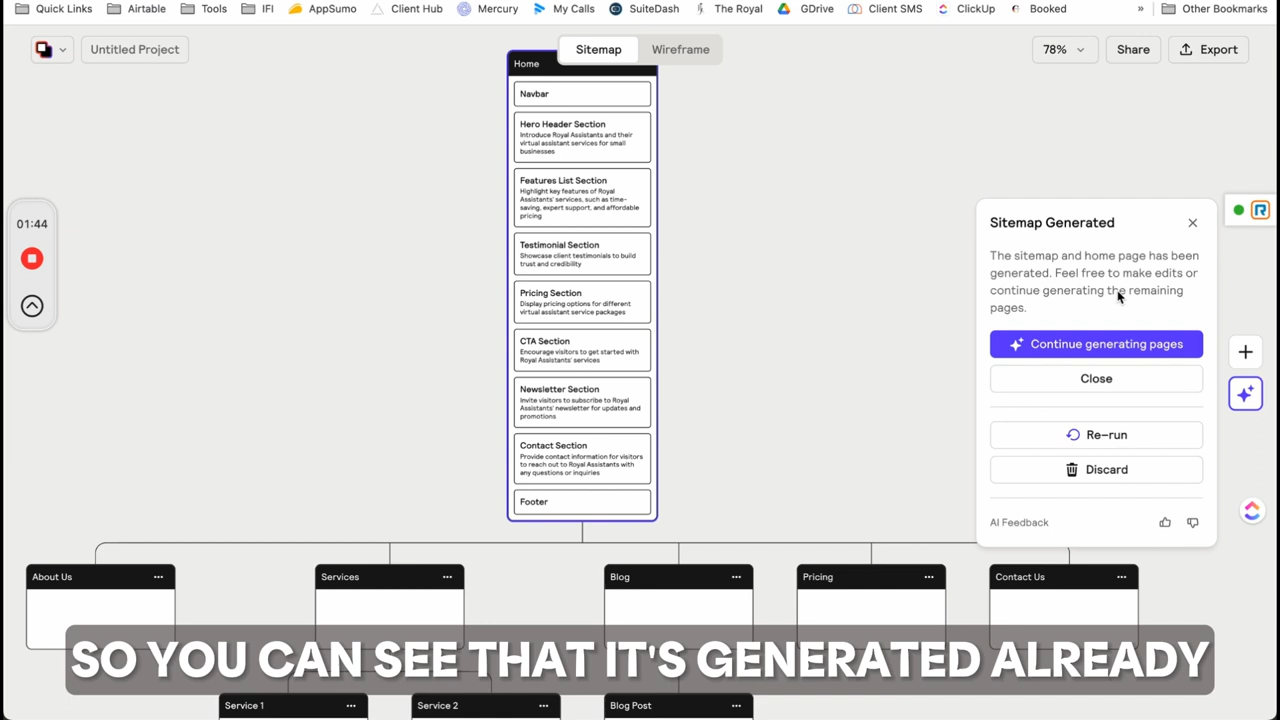 Quick Links
Airtable
Tools
IFI
AppSumo
Client Hub
Mercury
My Calls
SuiteDash
The Royal
GDrive
Client SMS
ClickUp
Booked
»
Other Bookmarks
Untitled Project
Sitemap
Wireframe
78%
Share
Export
Home
Navbar
Hero Header Section
Introduce Royal Assistants and their
virtual assistant services for small
businesses
Features List Section
Highlight key features of Royal
Assistants' services, such as time-
saving, expert support, and affordable
pricing
Testimonial Section
Showcase client testimonials to build
trust and credibility
Pricing Section
Display pricing options for different
virtual assistant service packages
CTA Section
Encourage visitors to get started with
Royal Assistants' services
Newsletter Section
Invite visitors to subscribe to Royal
Assistants' newsletter for updates and
promotions
Contact Section
Provide contact information for visitors
to reach out to Royal Assistants with
any questions or inquiries
Footer
01:44
Sitemap Generated
The sitemap and home page has been
generated. Feel free to make edits or
continue generating the remaining
pages.
Continue generating pages
Close
Re-run
Discard
AI Feedback
About Us
Services
Blog
Pricing
Contact Us
SO YOU CAN SEE THAT IT'S GENERATED ALREADY
Service 1
Service 2
Blog Post